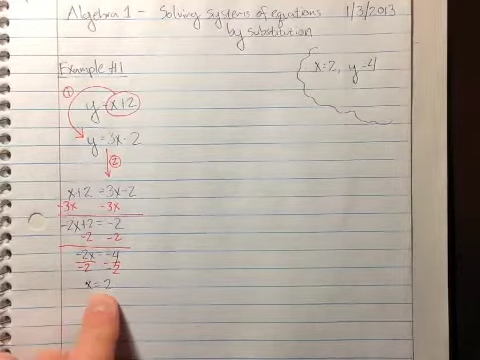 Algebra 1 - Solving systems of equations 1/3/2013
by substitution
Example #1
x=2, y=4
①
y=x+2
y=3x-2
②
x+2=3x-2
-3x -3x
-2x+2=-2
-2 -2
-2x=-4
-2 -2
x=2